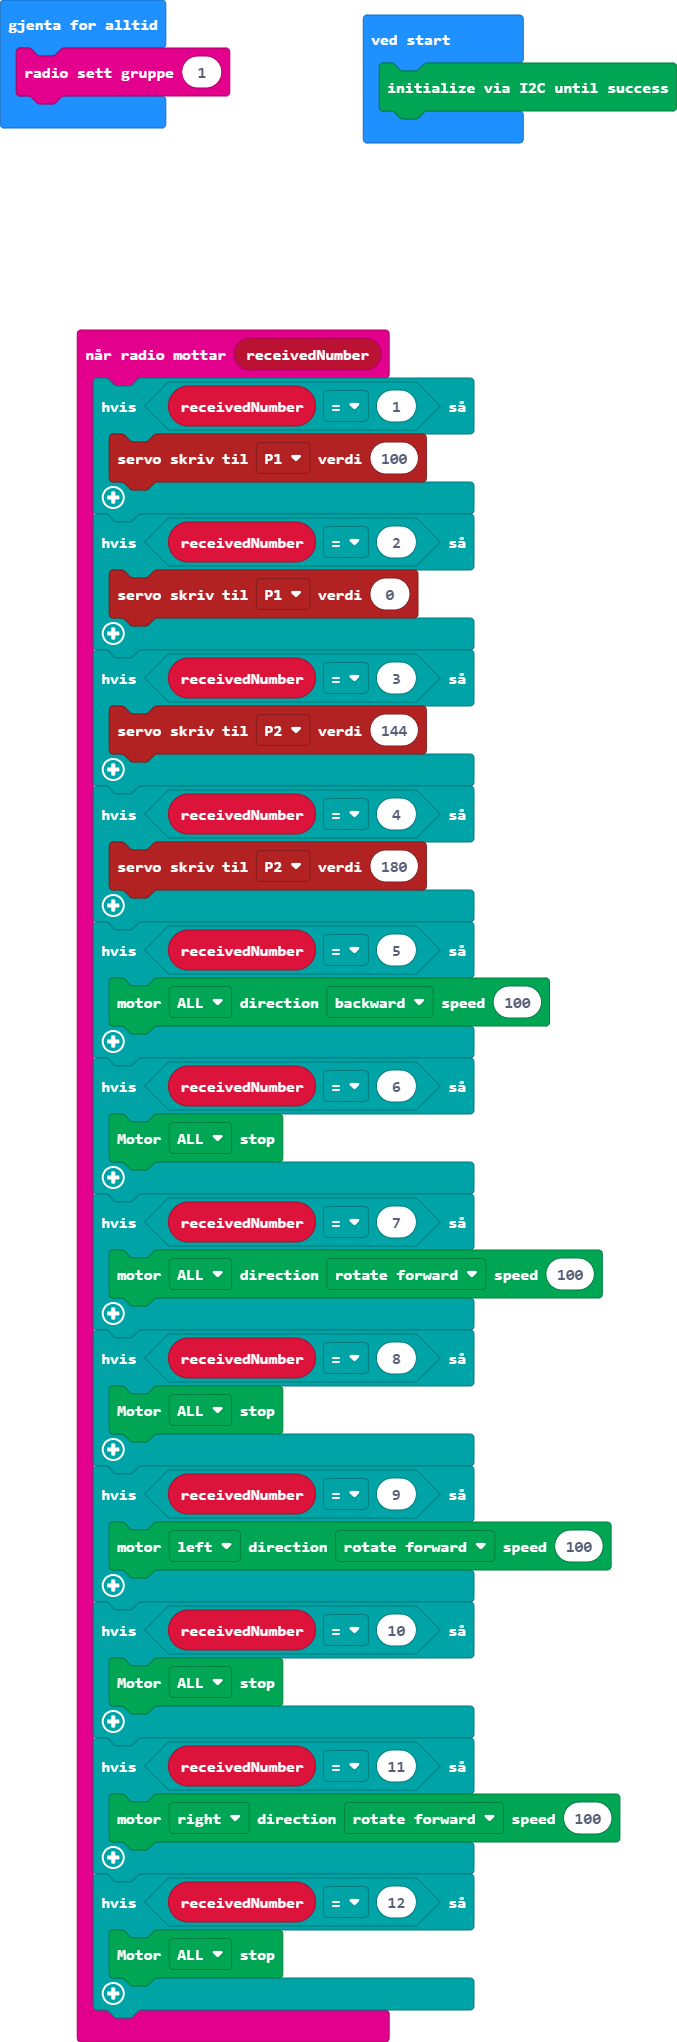 gjenta for alltid
radio sett gruppe 1
ved start
initialize via I2C until success
når radio mottar receivedNumber
hvis receivedNumber = 1 så
servo skriv til P1 verdi 100
hvis receivedNumber = 2 så
servo skriv til P1 verdi 0
hvis receivedNumber = 3 så
servo skriv til P2 verdi 144
hvis receivedNumber = 4 så
servo skriv til P2 verdi 180
hvis receivedNumber = 5 så
motor ALL direction backward speed 100
hvis receivedNumber = 6 så
Motor ALL stop
hvis receivedNumber = 7 så
motor ALL direction rotate forward speed 100
hvis receivedNumber = 8 så
Motor ALL stop
hvis receivedNumber = 9 så
motor left direction rotate forward speed 100
hvis receivedNumber = 10 så
Motor ALL stop
hvis receivedNumber = 11 så
motor right direction rotate forward speed 100
hvis receivedNumber = 12 så
Motor ALL stop